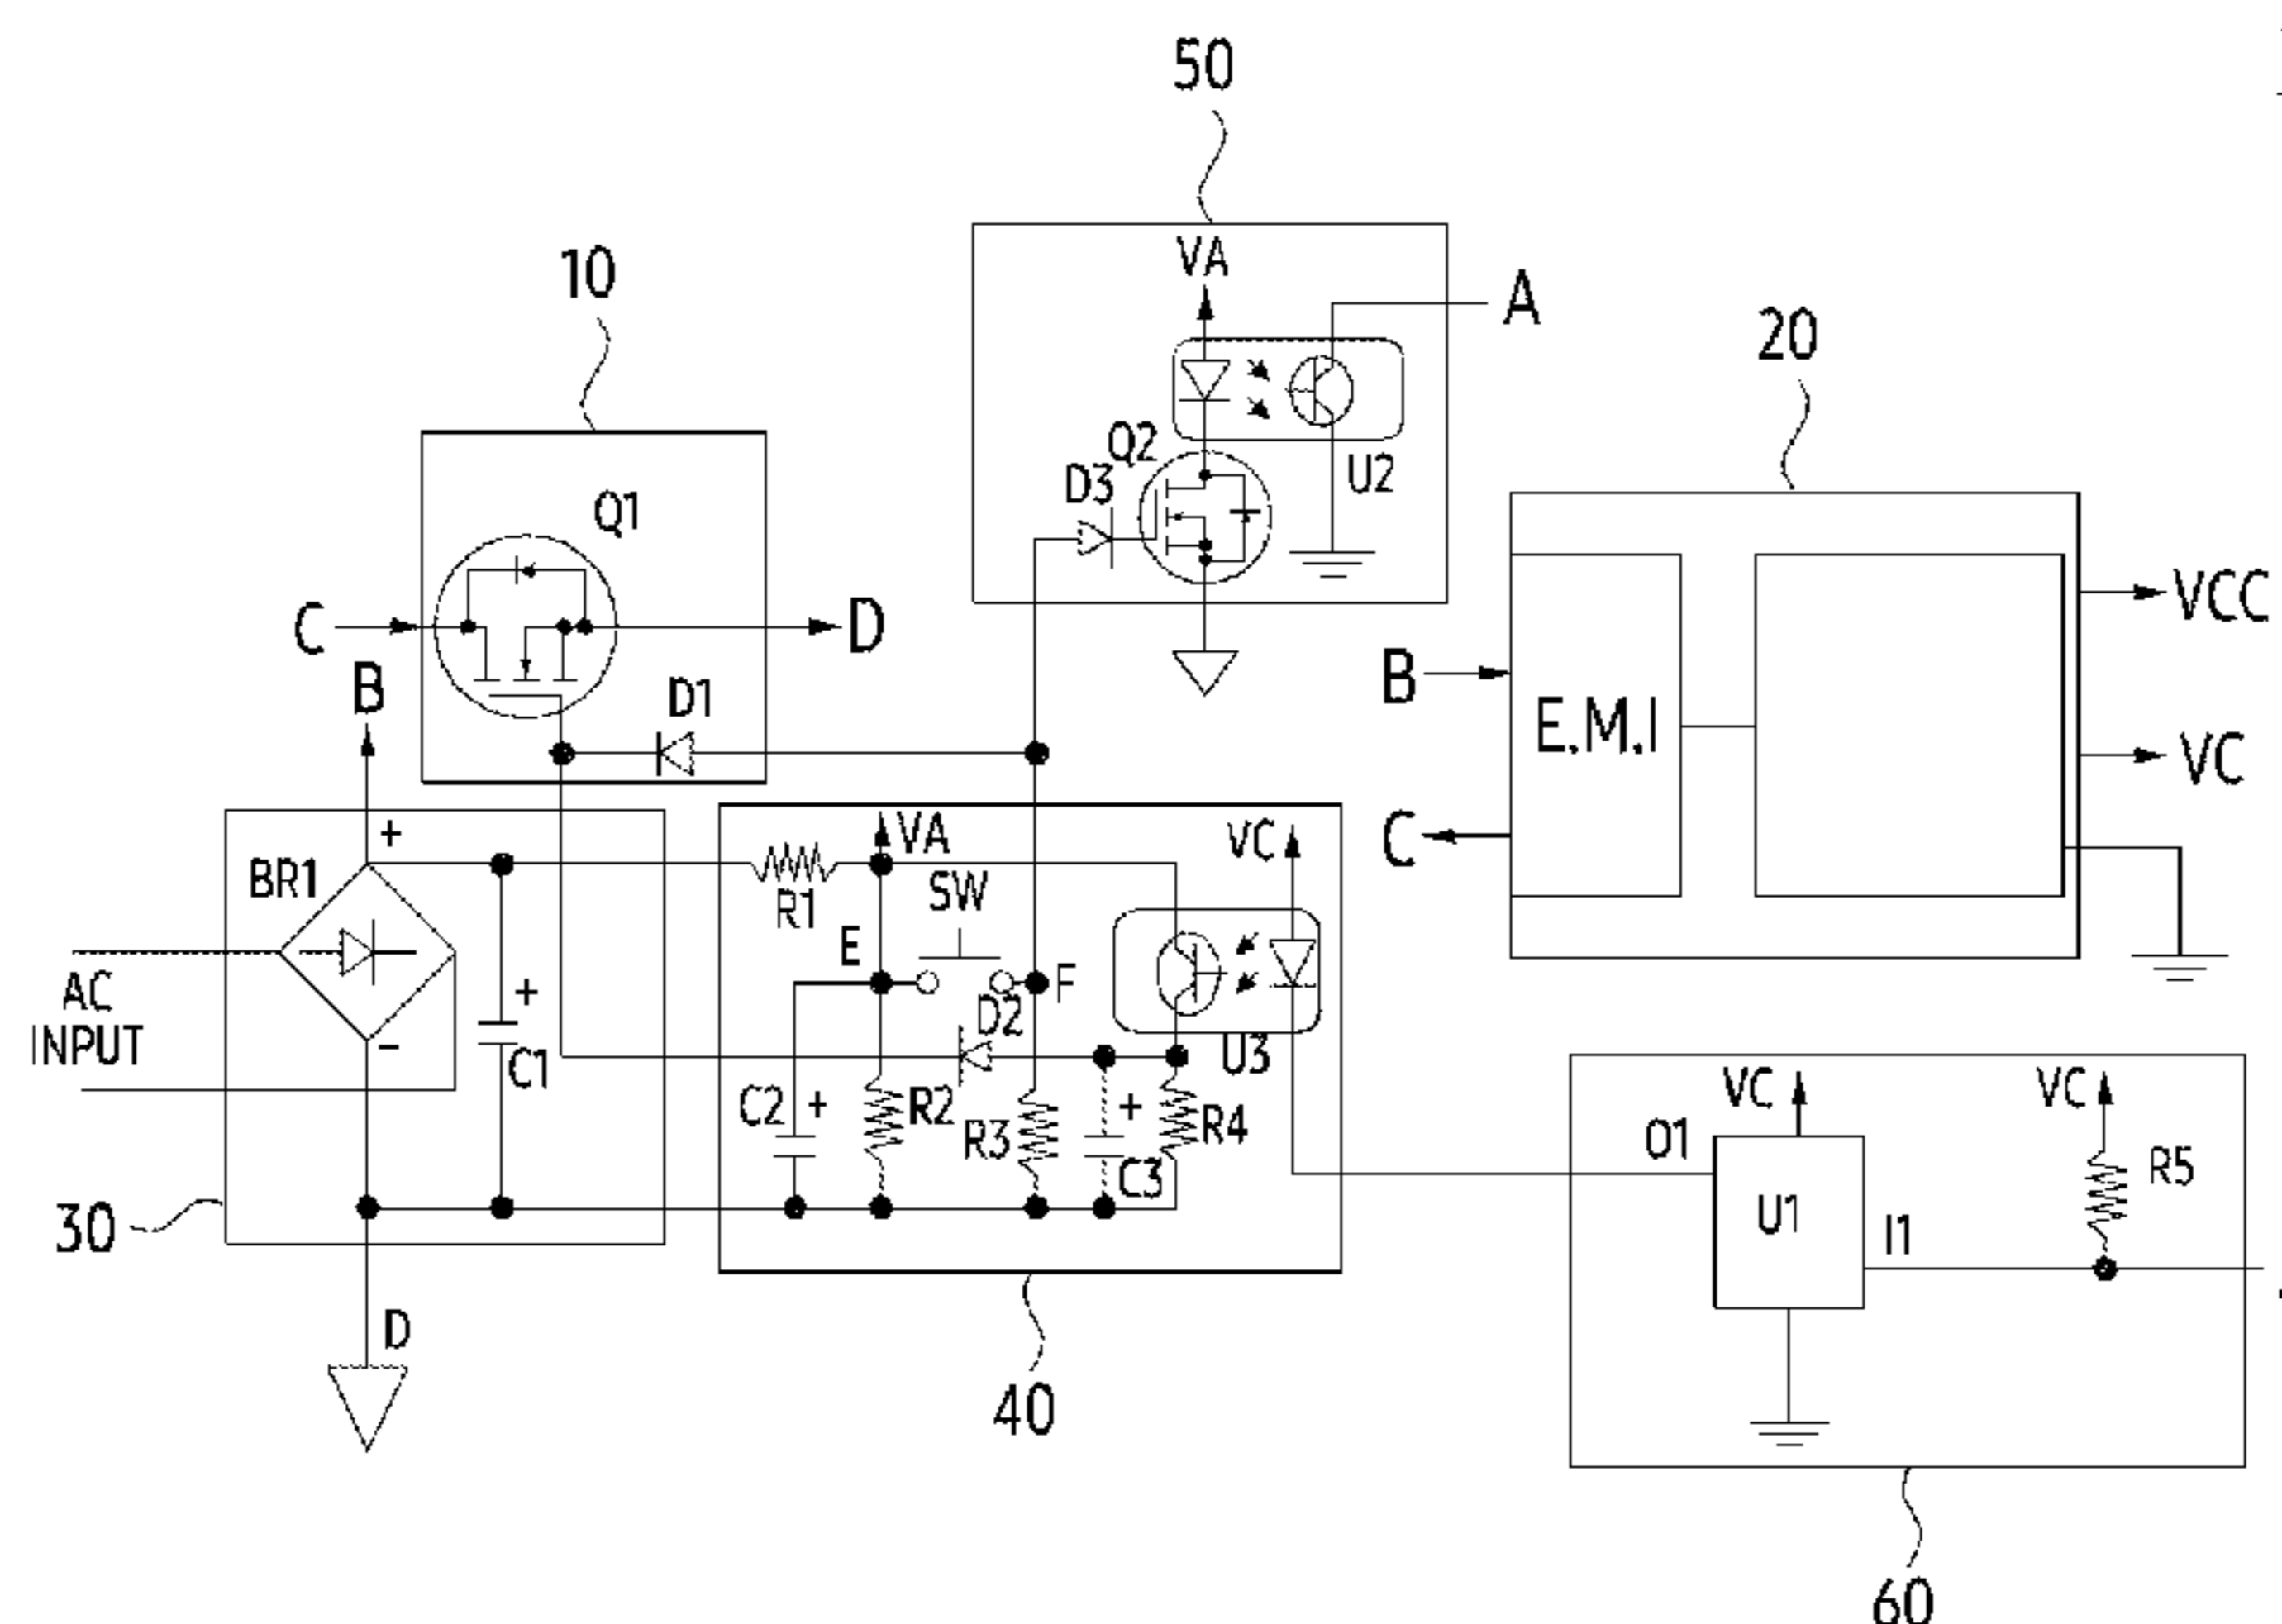 50
VA
A
10
20
Q2
D3
U2
Q1
VCC
C
D
B
B
D1
E.M.I
VC
C
VA
VC
+
BR1
R1
SW
E
F
AC
INPUT
+
D2
U3
−
C1
C2
+
R2
R3
+
R4
C3
VC
VC
O1
R5
U1
I1
30
D
40
60